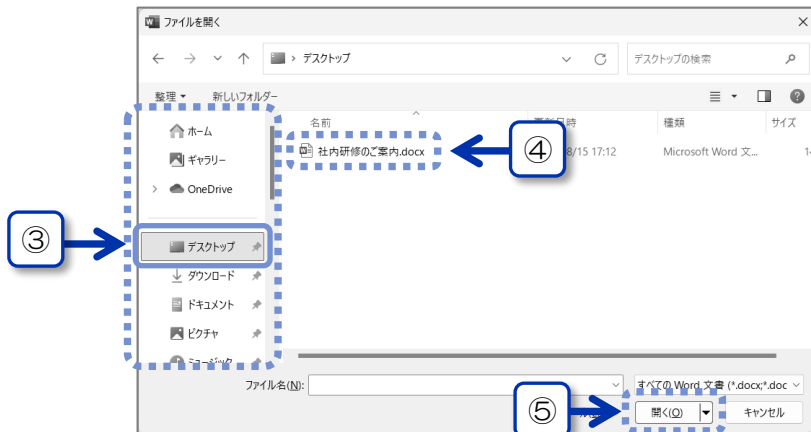 ファイルを開く
デスクトップ
デスクトップの検索
整理
新しいフォルダー
ホーム
ギャラリー
OneDrive
デスクトップ
ダウンロード
ドキュメント
ピクチャ
名前
種類
サイズ
社内研修のご案内.docx
④
8/15 17:12
Microsoft Word 文...
③
ファイル名(N):
すべての Word 文書 (*.docx;*.doc
⑤
開く(O)
キャンセル